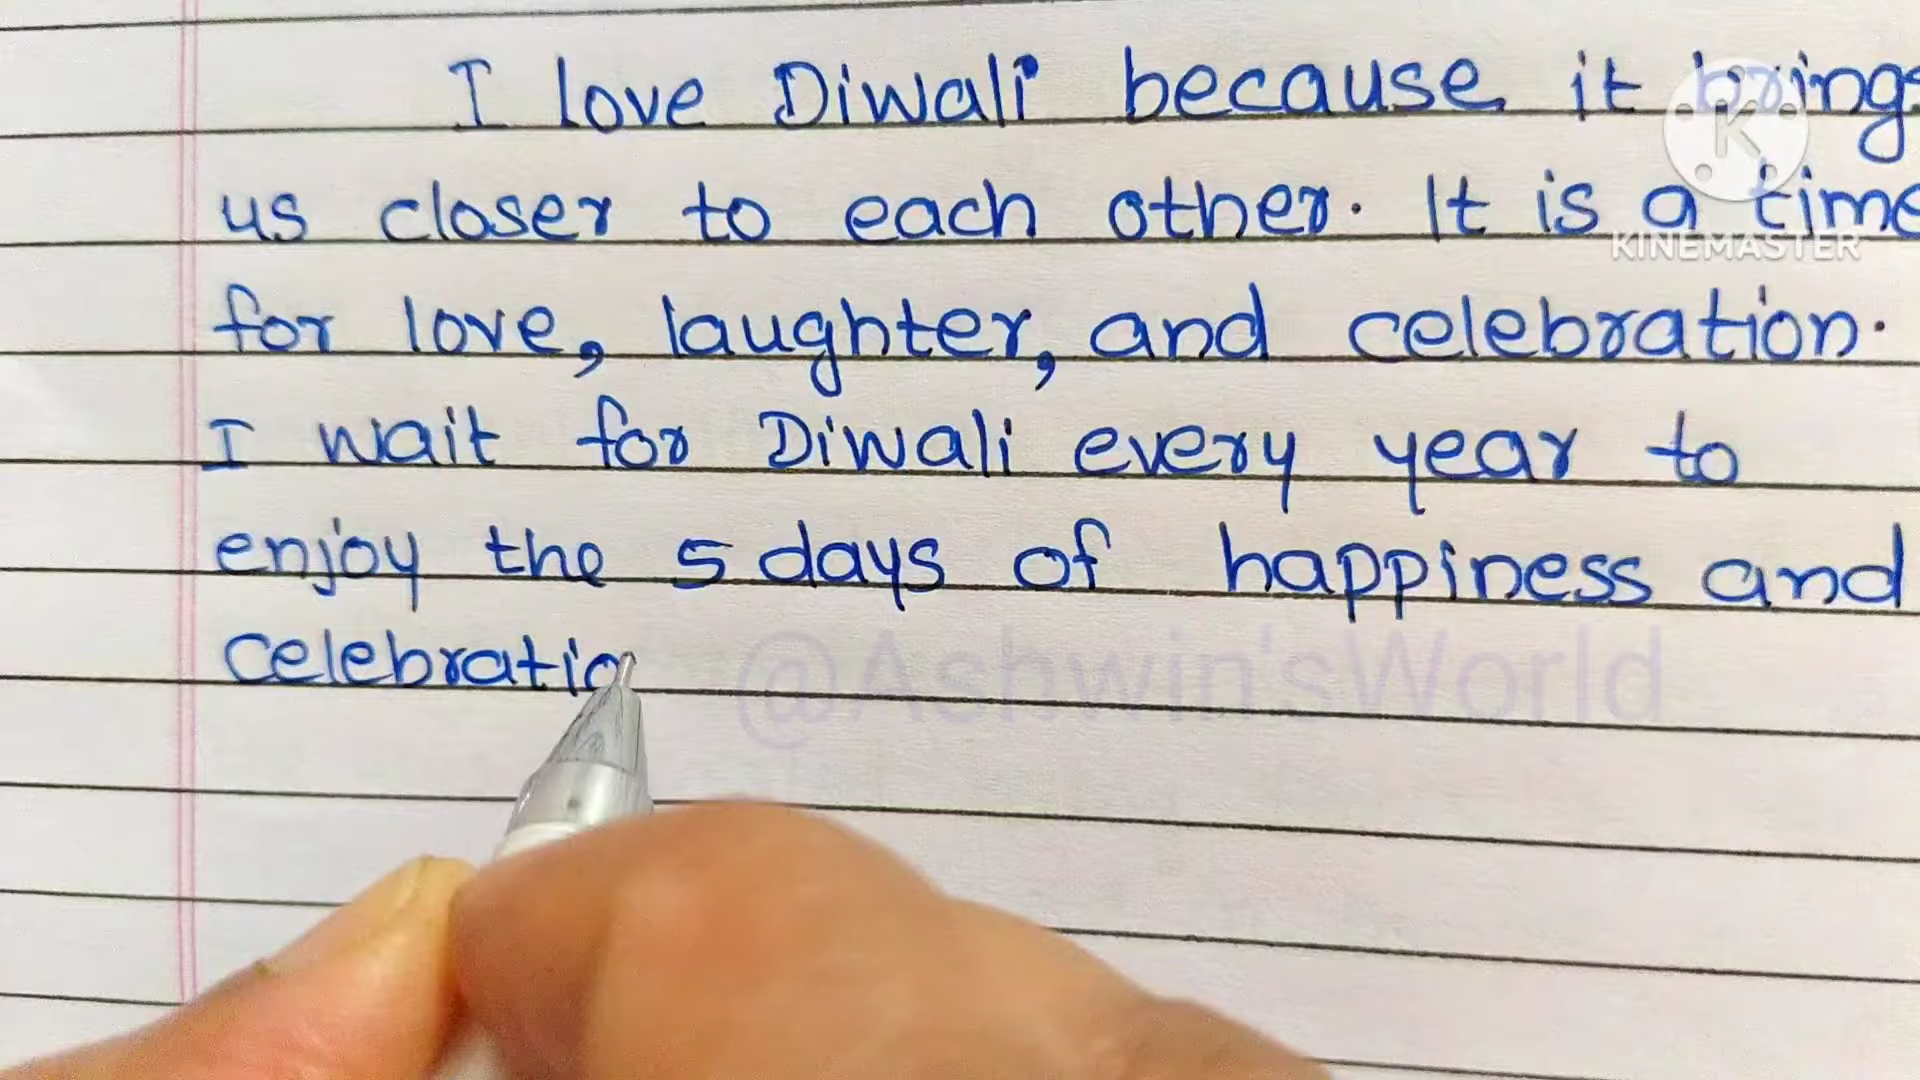 I love Diwali because it brings
us closer to each other. It is a time
for love, laughter, and celebration.
I wait for Diwali every year to
enjoy the 5 days of happiness and
celebratio
K
KINEMASTER
@Ashwin'sWorld